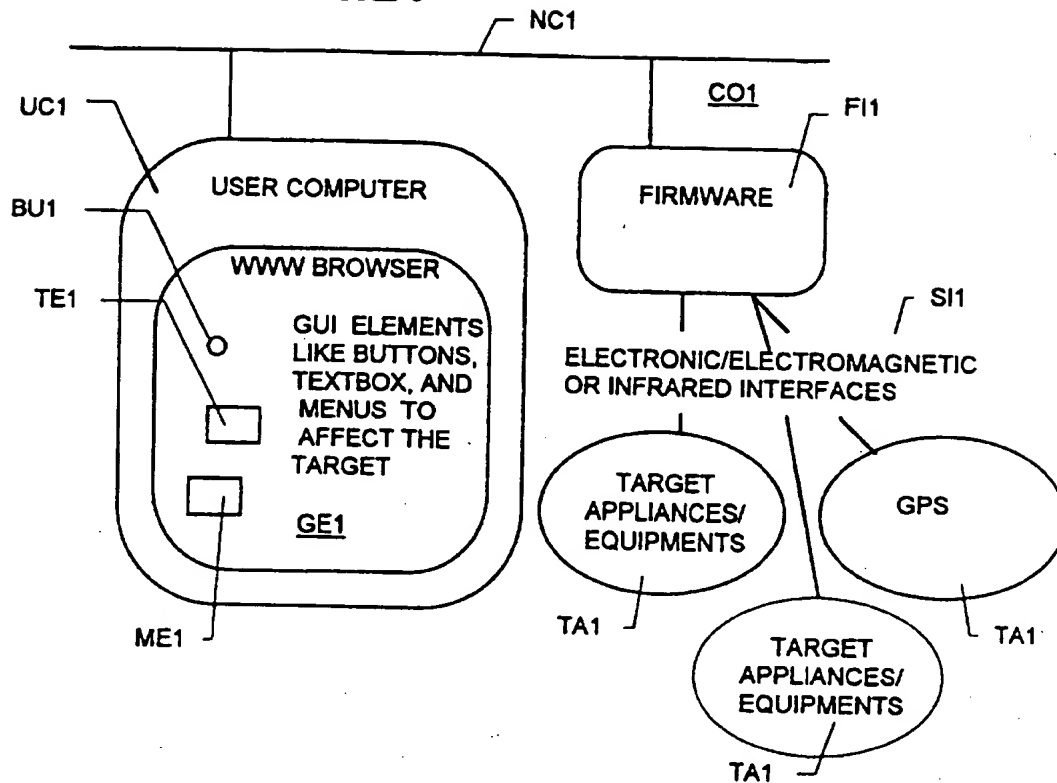 NC1
CO1
FI1
UC1
USER COMPUTER
FIRMWARE
BU1
WWW BROWSER
TE1
SI1
GUI ELEMENTS
LIKE BUTTONS,
TEXTBOX, AND
MENUS TO
AFFECT THE
TARGET
ELECTRONIC/ELECTROMAGNETIC
OR INFRARED INTERFACES
GE1
TARGET
APPLIANCES/
EQUIPMENTS
GPS
ME1
TA1
TA1
TARGET
APPLIANCES/
EQUIPMENTS
TA1